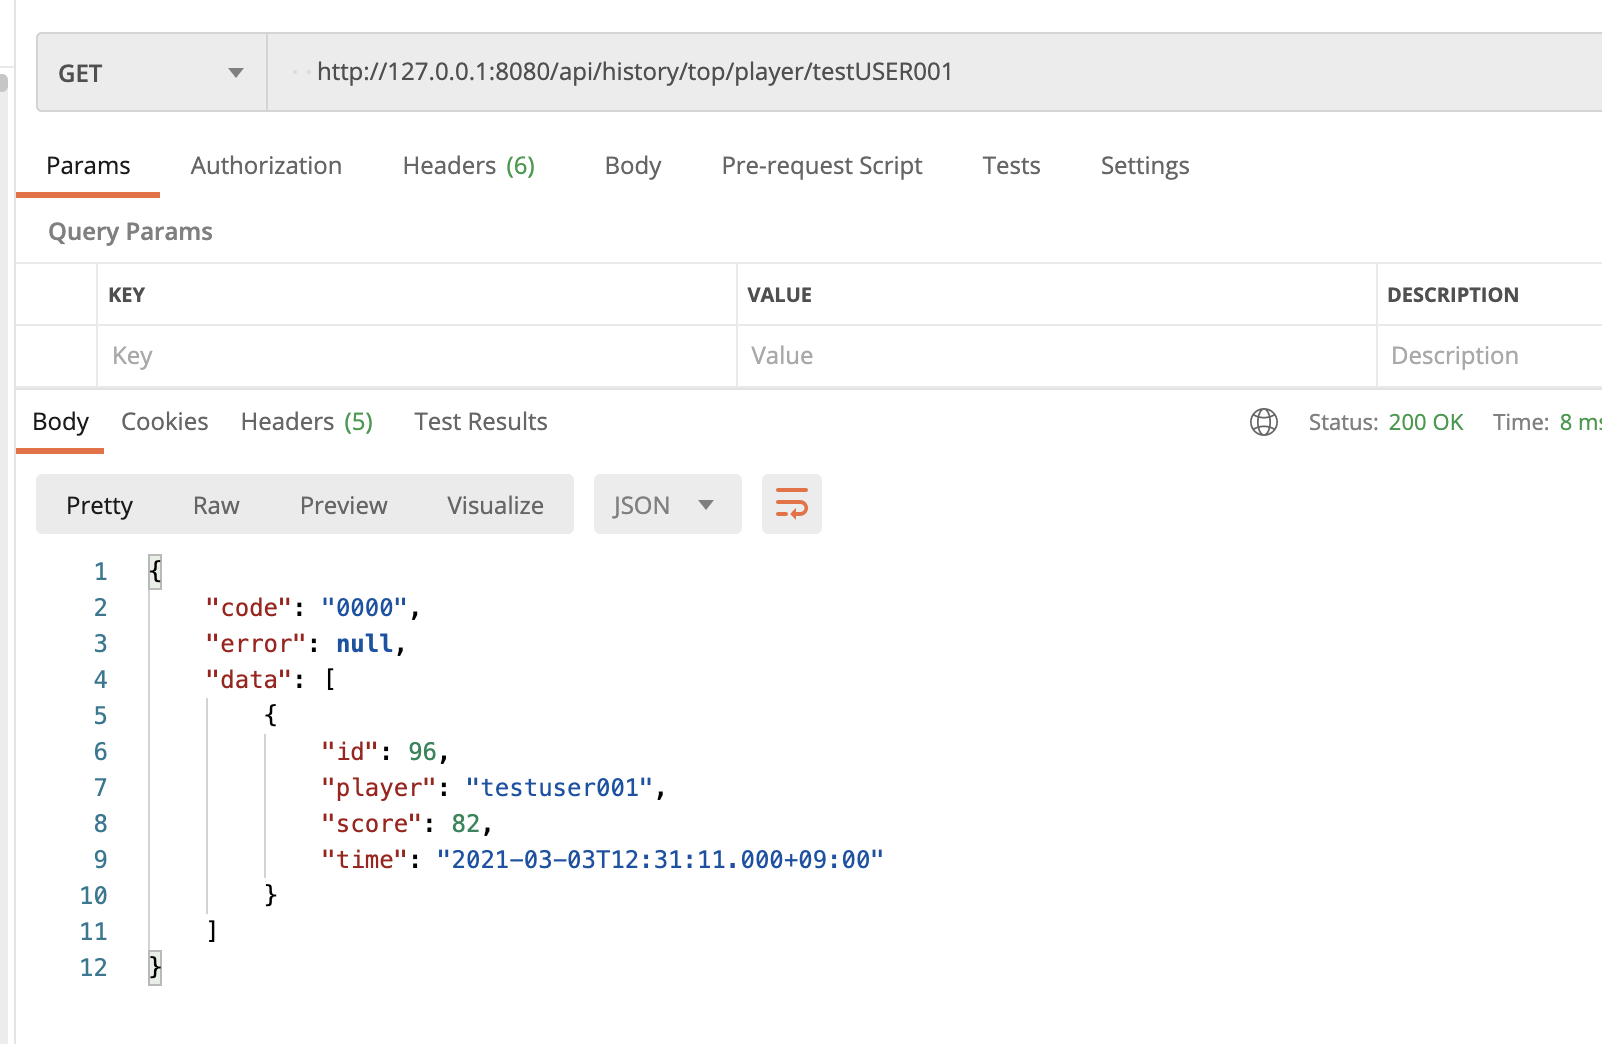 GET http://127.0.0.1:8080/api/history/top/player/testUSER001
Params Authorization Headers (6) Body Pre-request Script Tests Settings
Query Params
KEY VALUE DESCRIPTION
Key Value Description
Body Cookies Headers (5) Test Results Status: 200 OK Time: 8 ms
Pretty Raw Preview Visualize JSON
1 {
2 "code": "0000",
3 "error": null,
4 "data": [
5 {
6 "id": 96,
7 "player": "testuser001",
8 "score": 82,
9 "time": "2021-03-03T12:31:11.000+09:00"
10 }
11 ]
12 }